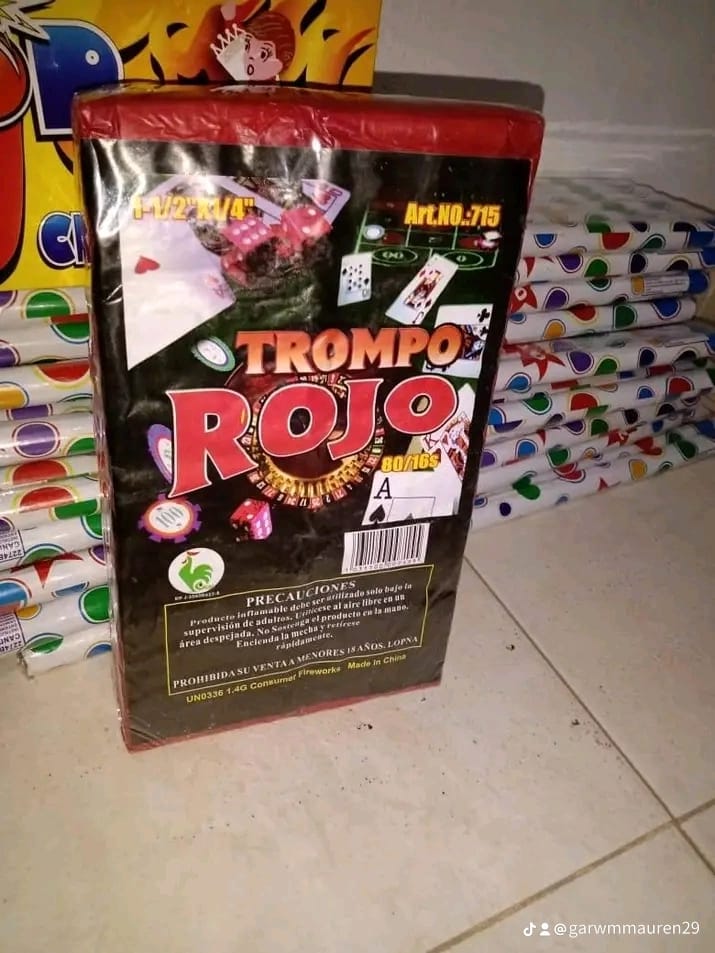 1-1/2"X1/4"
Art.NO.:715
TROMPO
ROJO
80/16s
100
A
PRECAUCIONES
Producto inflamable debe ser utilizado solo bajo la
supervisión de adultos. Utilícese al aire libre en un
área despejada. No Sostenga el producto en la mano.
Encienda la mecha y retírese
rápidamente.
PROHIBIDA SU VENTA A MENORES 18 AÑOS. LOPNA
UN0336 1.4G Consumer Fireworks Made in China
@garwmmauren29